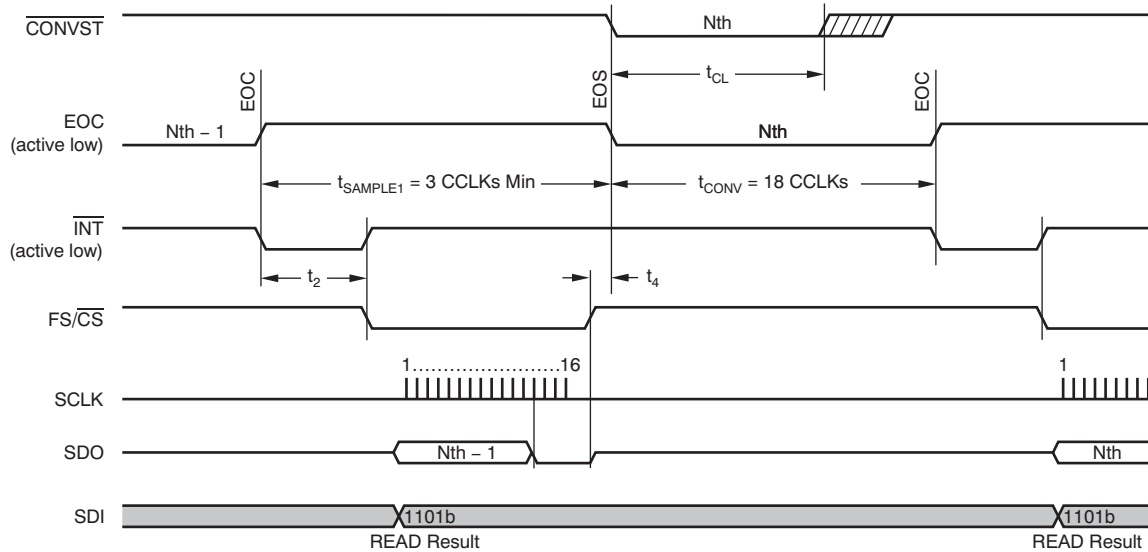 CONVST
Nth
t_CL
EOC
EOS
EOC
EOC
(active low)
Nth – 1
Nth
t_SAMPLE1 = 3 CCLKs Min
t_CONV = 18 CCLKs
INT
(active low)
t_2
t_4
FS/CS
1.......................16
1
SCLK
SDO
Nth – 1
Nth
SDI
1101b
1101b
READ Result
READ Result